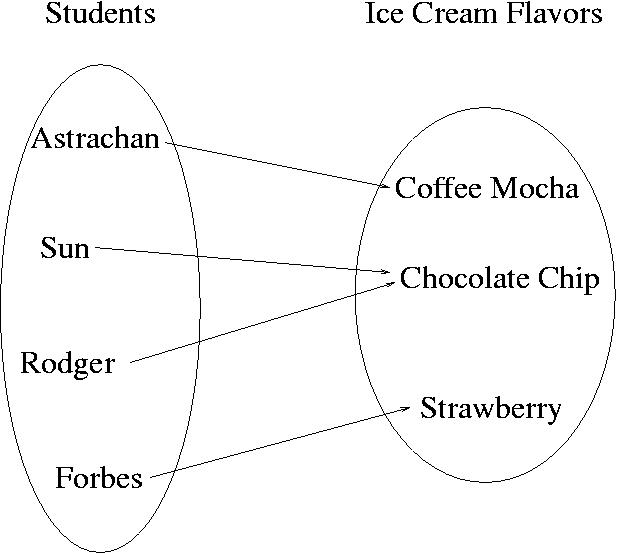 Students
Ice Cream Flavors
Astrachan
Coffee Mocha
Sun
Chocolate Chip
Rodger
Strawberry
Forbes